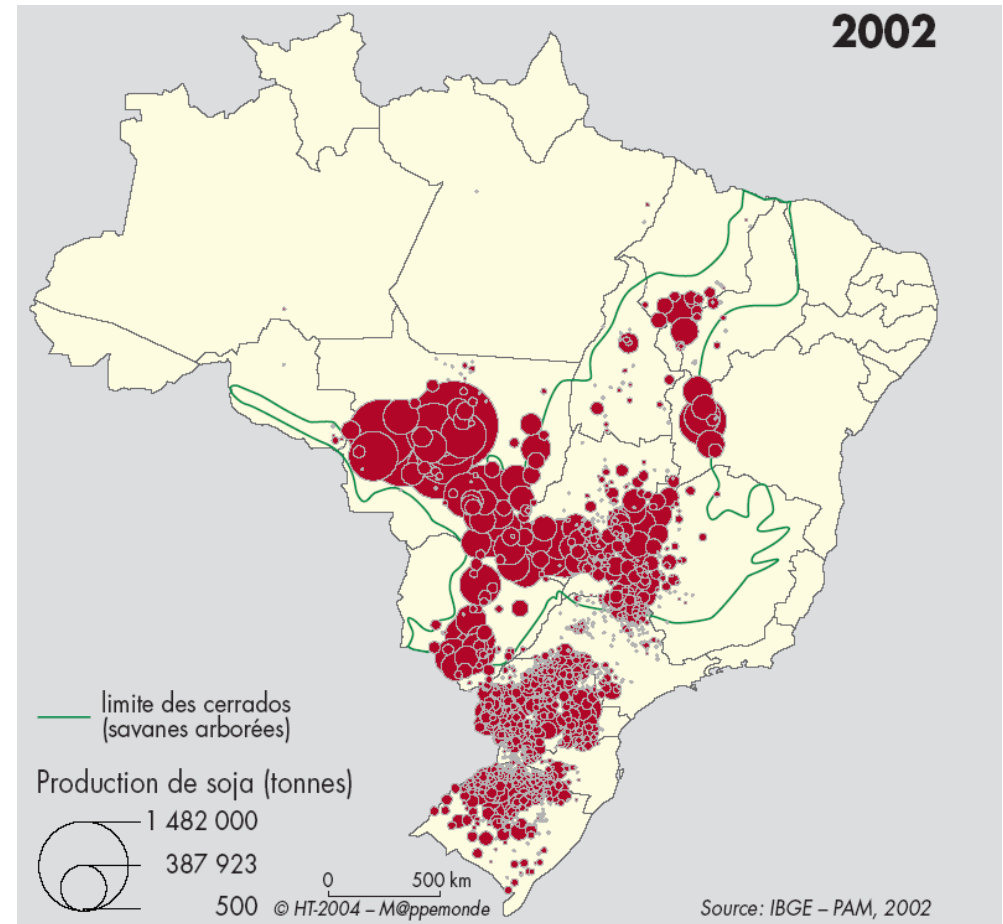 2002
limite des cerrados
(savanes arborées)
Production de soja (tonnes)
1 482 000
387 923
500
0 500 km
© HT-2004 – M@ppemonde
Source: IBGE – PAM, 2002